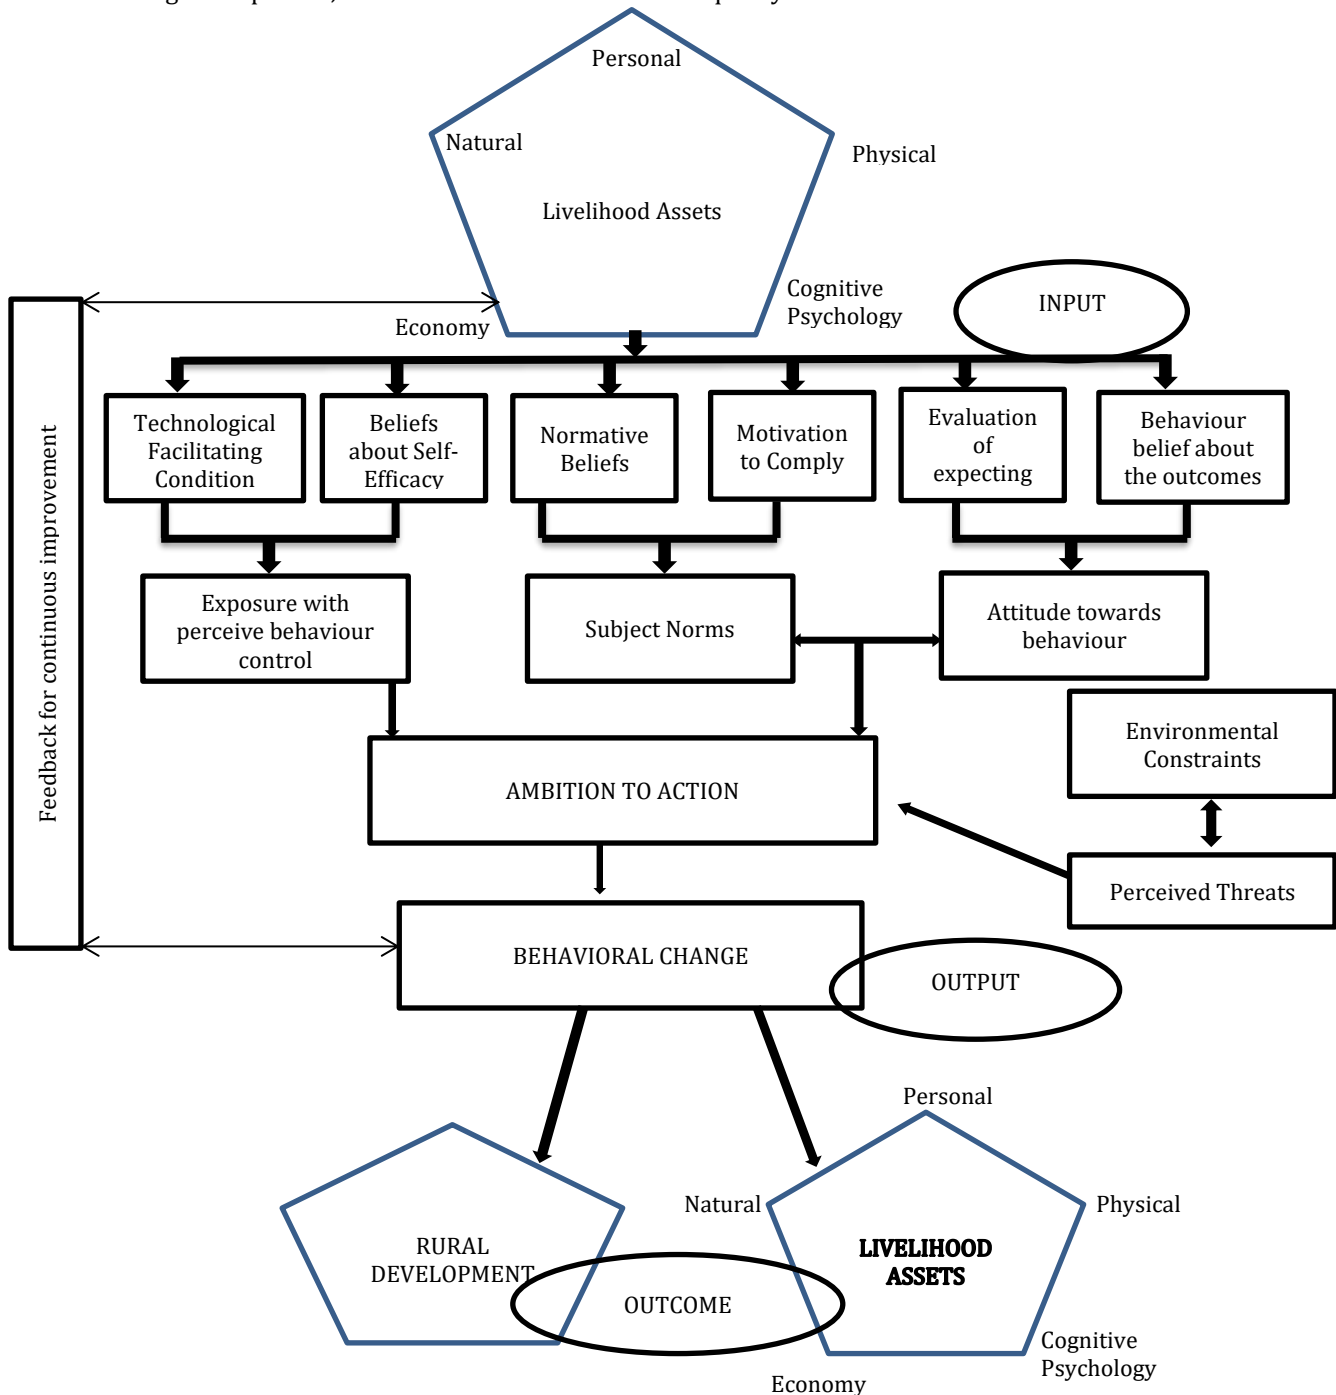 Personal
Natural
Physical
Livelihood Assets
Cognitive
Psychology
Economy
INPUT
Feedback for continuous improvement
Technological
Facilitating
Condition
Beliefs
about Self-
Efficacy
Normative
Beliefs
Motivation
to Comply
Evaluation
of
expecting
Behaviour
belief about
the outcomes
Exposure with
perceive behaviour
control
Subject Norms
Attitude towards
behaviour
Environmental
Constraints
AMBITION TO ACTION
Perceived Threats
BEHAVIORAL CHANGE
OUTPUT
Personal
Natural
Physical
RURAL
DEVELOPMENT
LIVELIHOOD
ASSETS
OUTCOME
Cognitive
Psychology
Economy